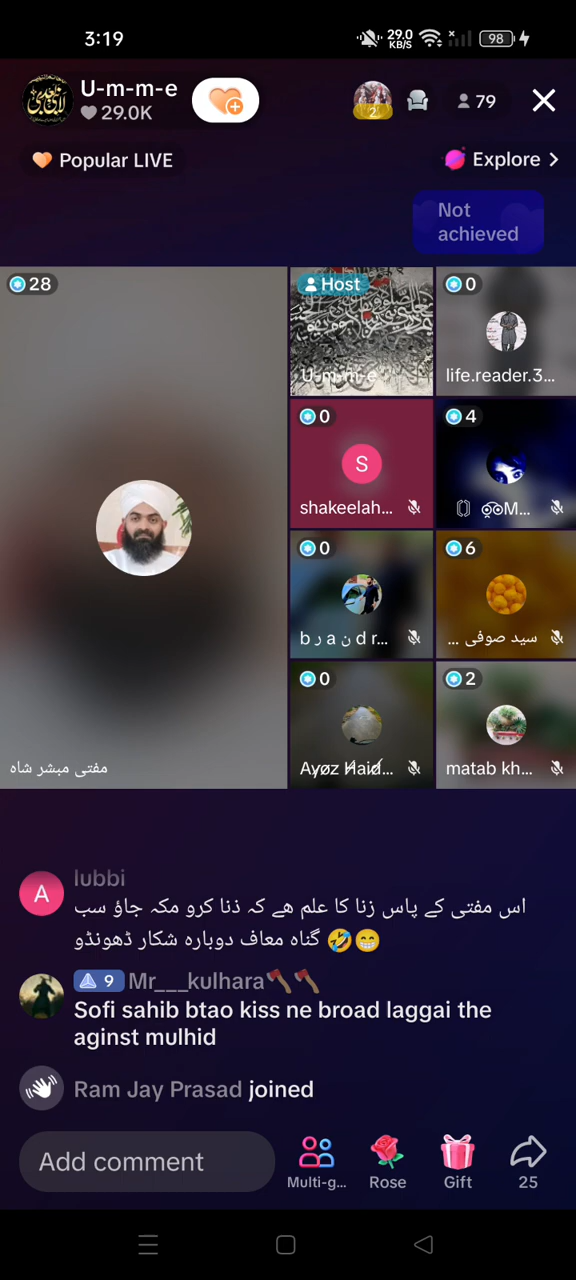 3:19
29.0
KB/S
98
U-m-m-e
29.0K
2
79
Popular LIVE
Explore
Not
achieved
28
Host
0
U-m-m-e
life.reader.3...
0
4
S
shakeelah...
M...
0
6
b ر a ن d r...
سید صوفی ...
0
2
Ayøz Haid...
matab kh...
مفتی مبشر شاہ
lubbi
A
اس مفتی کے پاس زنا کا علم ھے کہ ذنا کرو مکہ جاؤ سب
گناہ معاف دوبارہ شکار ڈھونڈو 🤣😁
9 Mr___kulhara🪓🪓
Sofi sahib btao kiss ne broad laggai the
aginst mulhid
Ram Jay Prasad joined
Add comment
Multi-g...
Rose
Gift
25